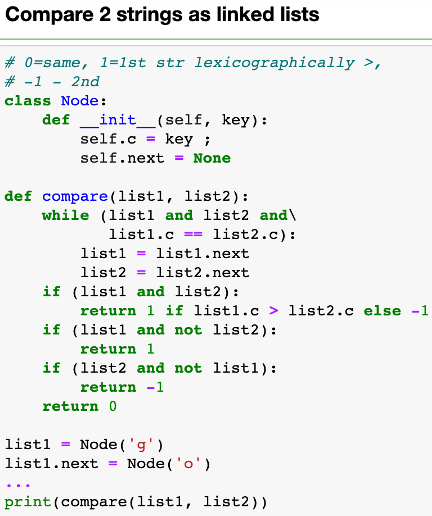 Compare 2 strings as linked lists
# 0=same, 1=1st str lexicographically >,
# -1 - 2nd
class Node:
    def __init__(self, key):
        self.c = key ;
        self.next = None

def compare(list1, list2):
    while (list1 and list2 and\
           list1.c == list2.c):
        list1 = list1.next
        list2 = list2.next
    if (list1 and list2):
        return 1 if list1.c > list2.c else -1
    if (list1 and not list2):
        return 1
    if (list2 and not list1):
        return -1
    return 0

list1 = Node('g')
list1.next = Node('o')
...
print(compare(list1, list2))